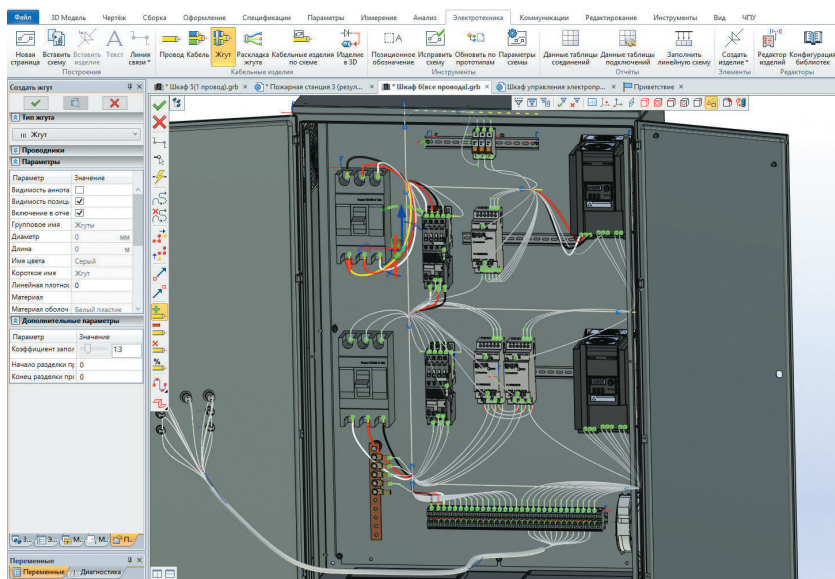 Файл 3D Модель Чертёж Сборка Оформление Спецификации Параметры Измерение Анализ Электротехника Коммуникации Редактирование Инструменты Вид ЧПУ
Новая страница
Вставить схему
Вставить изделие
Текст
Линия связи
Провод
Кабель
Жгут
Раскладка жгута
Кабельные изделия по схеме
Изделие в 3D
Позиционное обозначение
Исправить схему
Обновить по прототипам
Параметры схемы
Данные таблицы соединений
Данные таблицы подключений
Заполнить линейную схему
Создать изделие
Редактор изделий
Конфигурация библиотек
Построения Кабельные изделия Инструменты Отчёты Элементы Редакторы
Создать жгут
* Шкаф 5(1 провод).grb
* Пожарная станция 3 (резул...
* Шкаф 6(все провода).grb
Шкаф управления электропр...
Приветствие
Тип жгута
Жгут
Проводники
Параметры
Параметр Значение
Видимость аннота
Видимость позиц
Включение в отче
Групповое имя Жгуты
Диаметр 0 мм
Длина 0 м
Имя цвета Серый
Короткое имя Жгут
Линейная плотнос 0
Материал
Материал оболоч Белый пластик
Дополнительные параметры
Параметр Значение
Коэффициент запол 1.3
Начало разделки пр 0
Конец разделки пр 0
З... Э... М... М... П..
Переменные
Переменные Диагностика